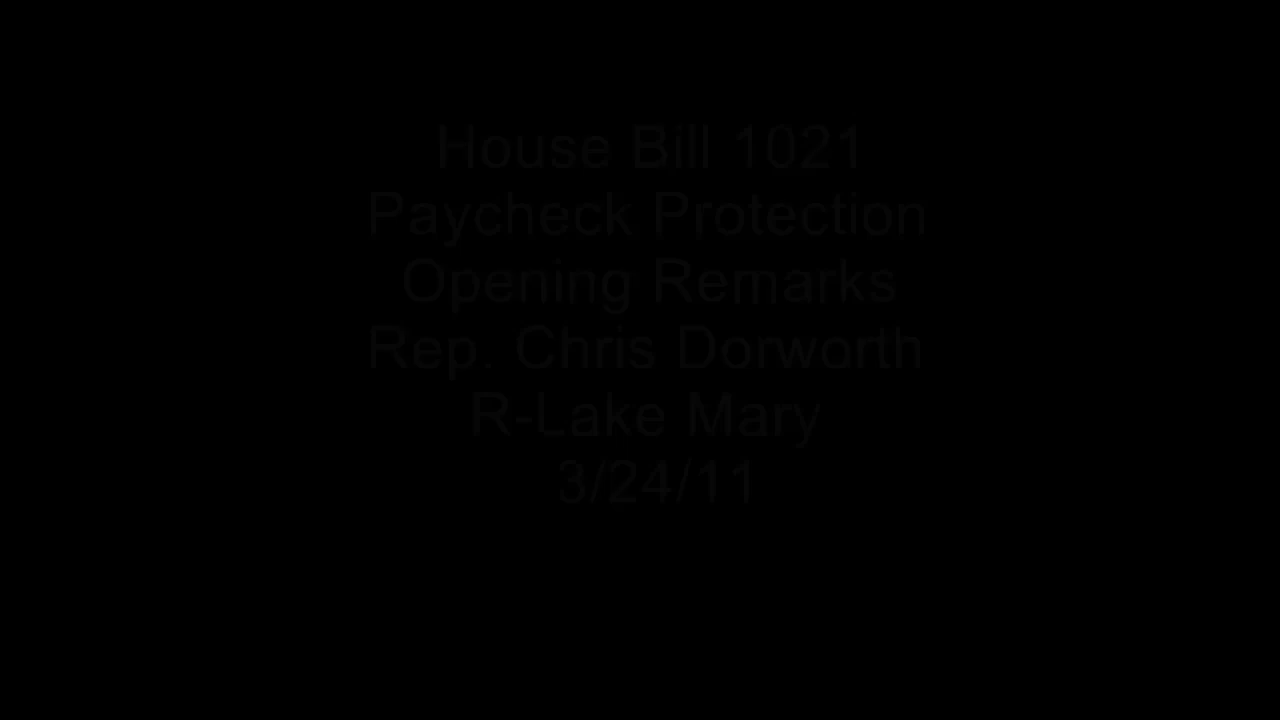 House Bill 1021
Paycheck Protection
Opening Remarks
Rep. Chris Dorworth
R-Lake Mary
3/24/11